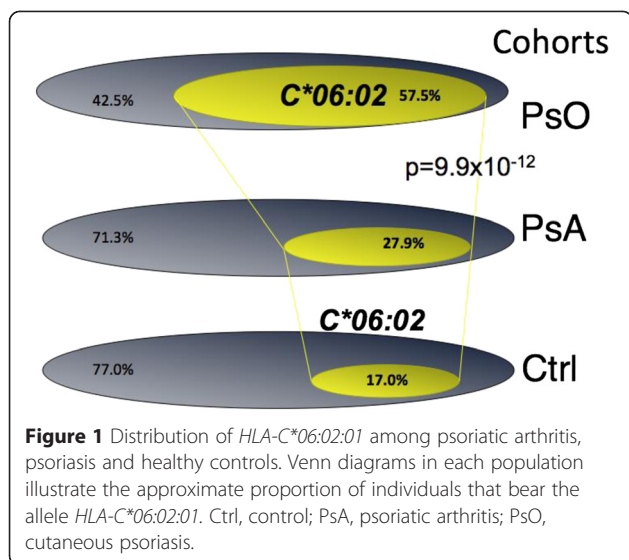 Cohorts
42.5%
C*06:02 57.5%
PsO
p=9.9x10-12
71.3%
27.9%
PsA
C*06:02
77.0%
17.0%
Ctrl
Figure 1 Distribution of HLA-C*06:02:01 among psoriatic arthritis,
psoriasis and healthy controls. Venn diagrams in each population
illustrate the approximate proportion of individuals that bear the
allele HLA-C*06:02:01. Ctrl, control; PsA, psoriatic arthritis; PsO,
cutaneous psoriasis.